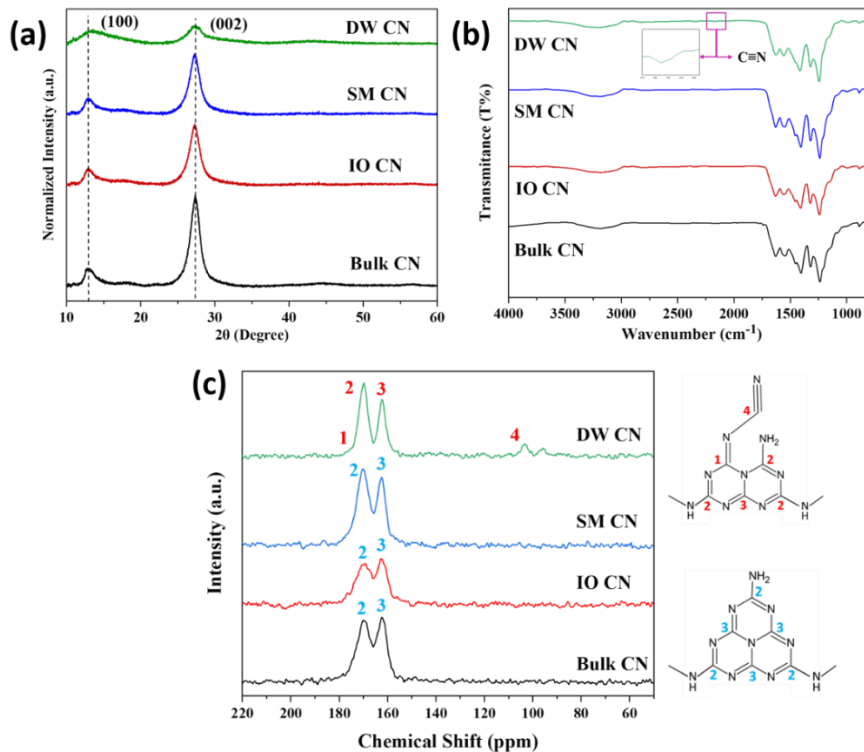 (a)
(100)
(002)
DW CN
SM CN
IO CN
Bulk CN
Normalized Intensity (a.u.)
10 20 30 40 50 60
2θ (Degree)
(b)
DW CN
C≡N
SM CN
IO CN
Bulk CN
Transmitance (T%)
4000 3500 3000 2500 2000 1500 1000
Wavenumber (cm-1)
(c)
1 2 3 4
DW CN
2 3
SM CN
2 3
IO CN
2 3
Bulk CN
Intensity (a.u.)
220 200 180 160 140 120 100 80 60
Chemical Shift (ppm)
N
4
N NH2
1 2
N N N
2 N 3 N 2
N H
N H
NH2
2
N N
3 3
N N N
2 N 3 N 2
N H
N H